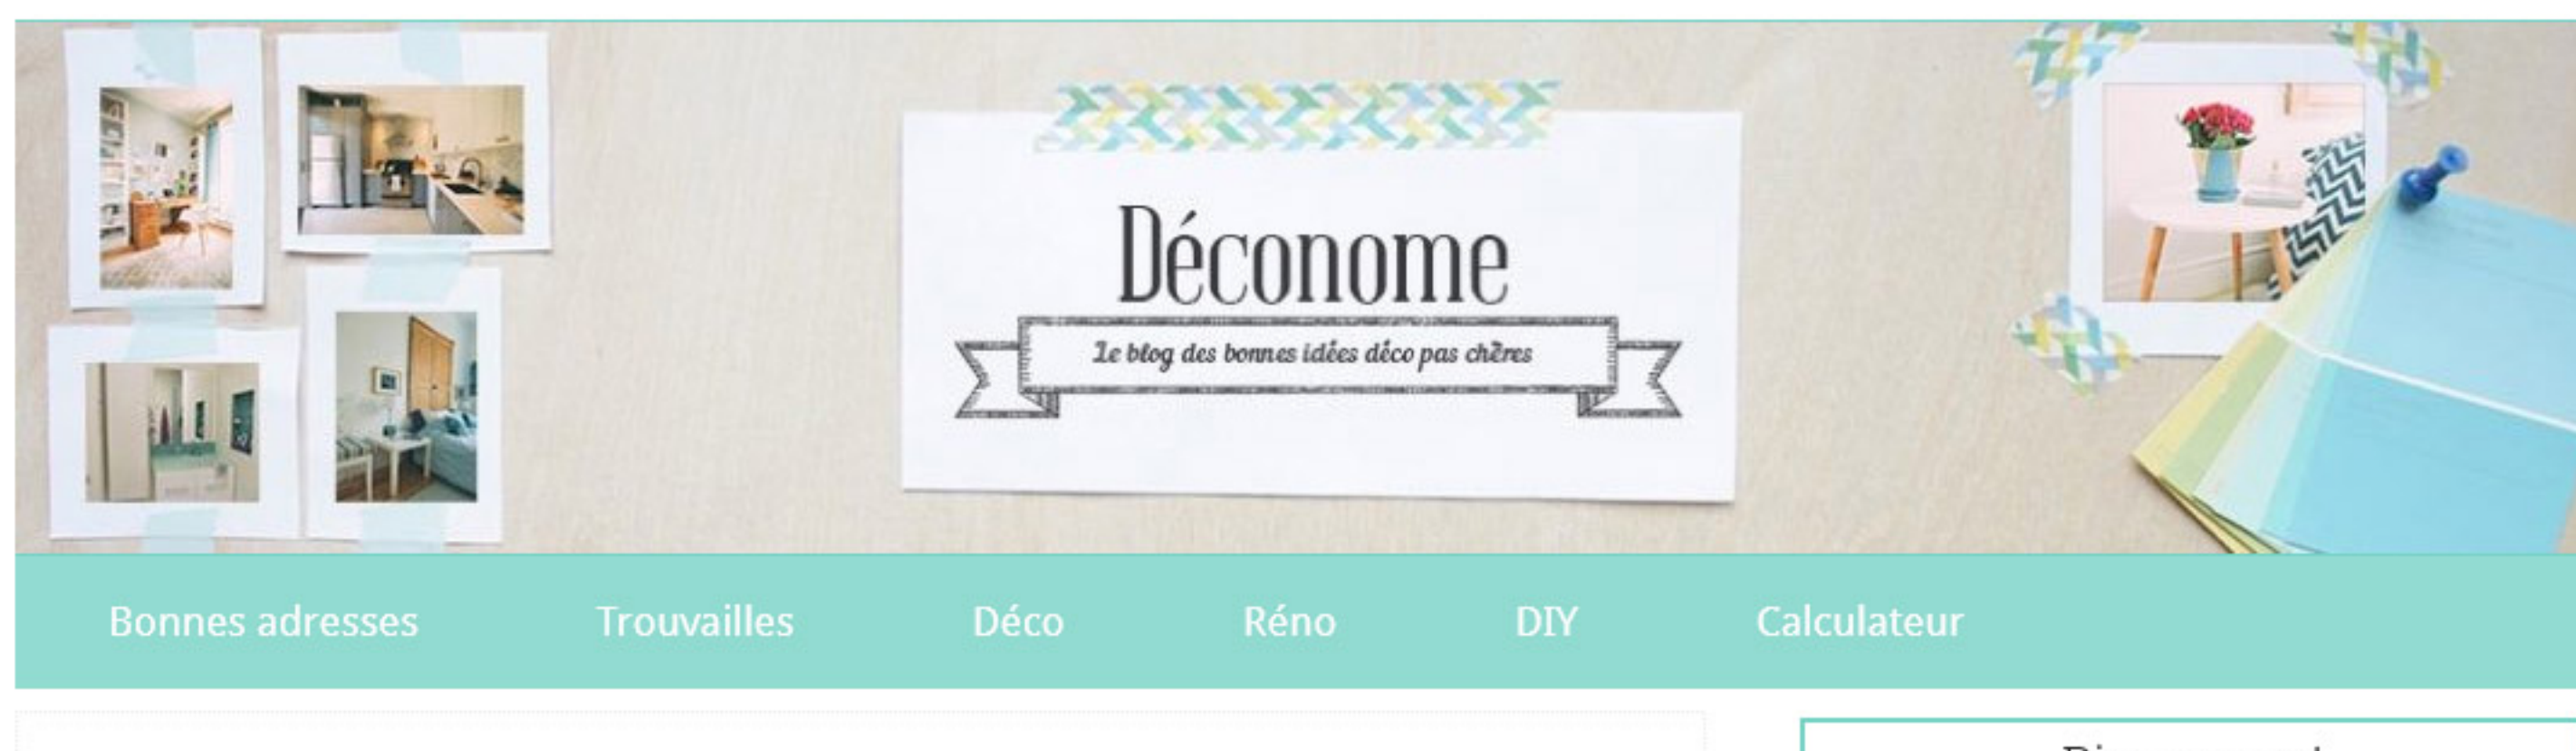 Déconome
Le blog des bonnes idées déco pas chères
Bonnes adresses
Trouvailles
Déco
Réno
DIY
Calculateur